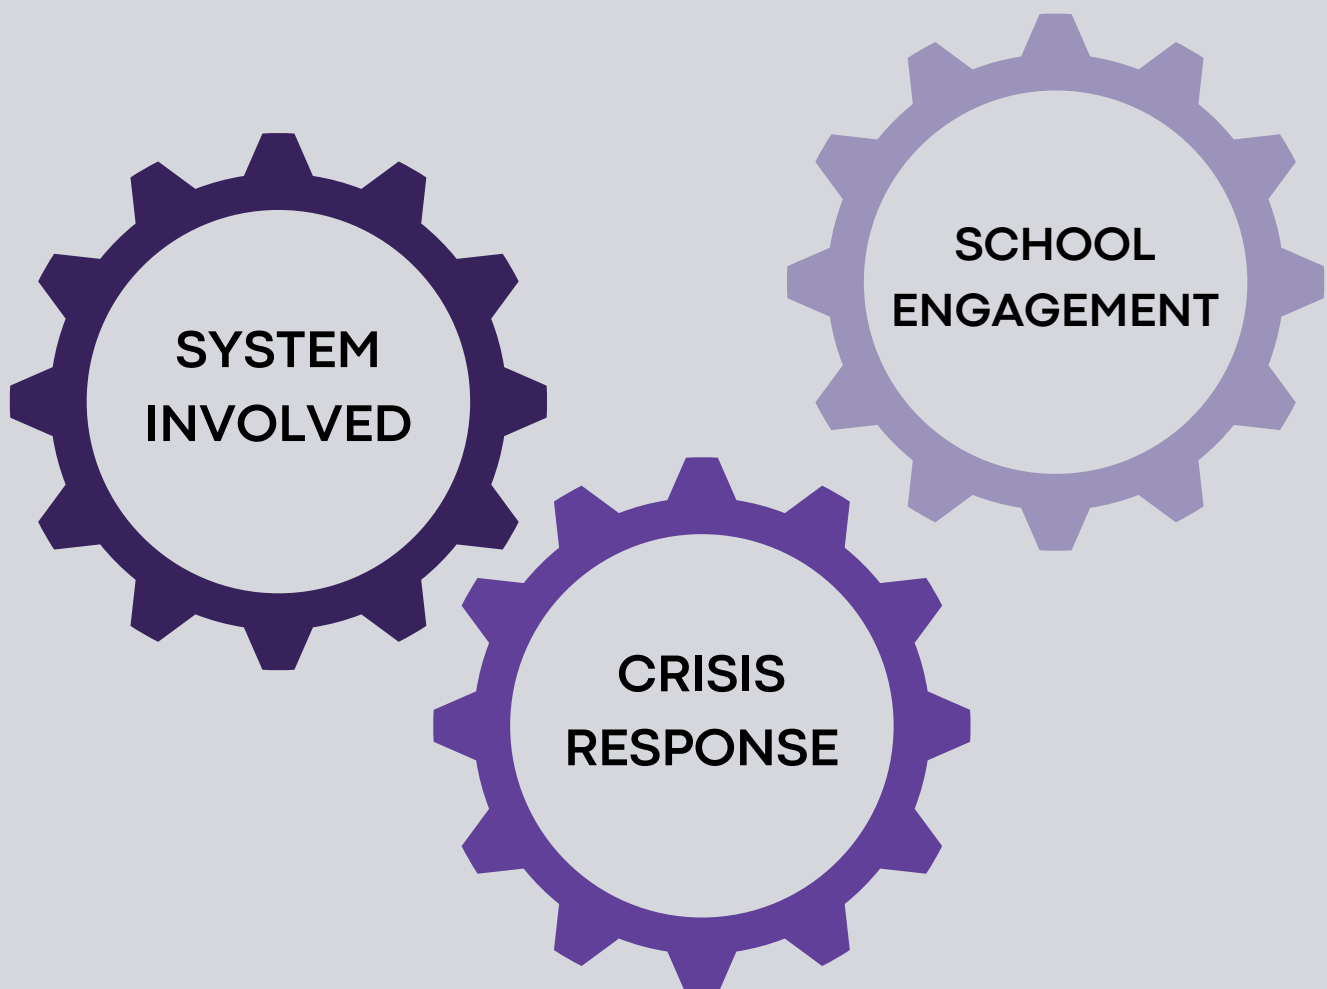 SYSTEM
INVOLVED
SCHOOL
ENGAGEMENT
CRISIS
RESPONSE